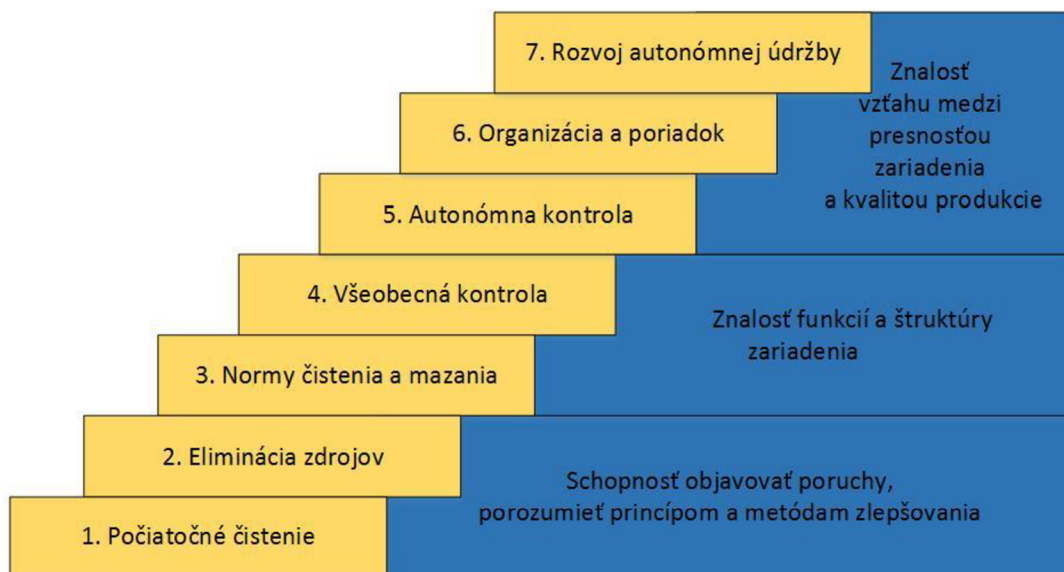 7. Rozvoj autonómnej údržby
6. Organizácia a poriadok
5. Autonómna kontrola
4. Všeobecná kontrola
3. Normy čistenia a mazania
2. Eliminácia zdrojov
1. Počiatočné čistenie
Znalosť
vzťahu medzi
presnosťou
zariadenia
a kvalitou produkcie
Znalosť funkcií a štruktúry
zariadenia
Schopnosť objavovať poruchy,
porozumieť princípom a metódam zlepšovania